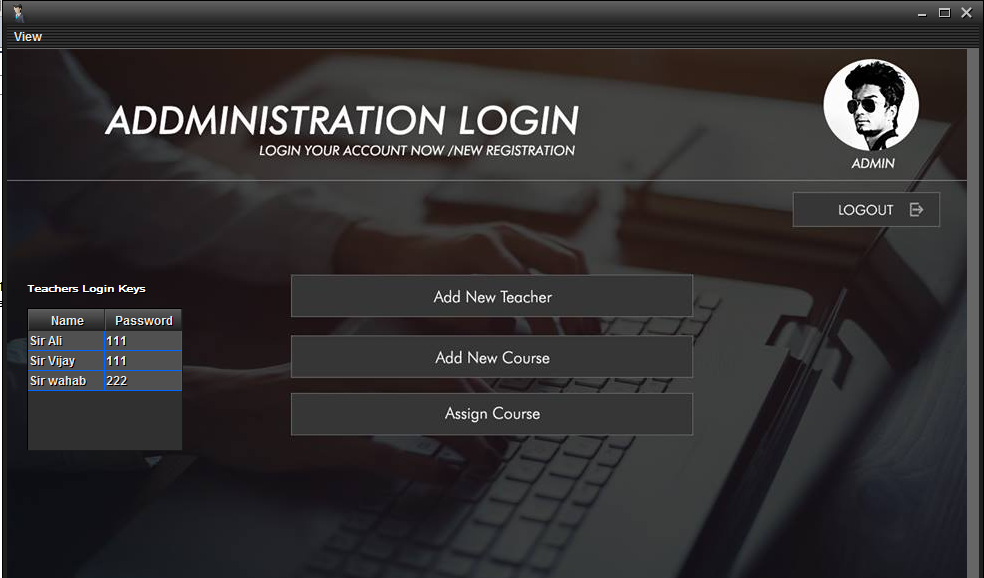 View
ADDMINISTRATION LOGIN
LOGIN YOUR ACCOUNT NOW /NEW REGISTRATION
ADMIN
LOGOUT
Teachers Login Keys
Name Password
Sir Ali 111
Sir Vijay 111
Sir wahab 222
Add New Teacher
Add New Course
Assign Course